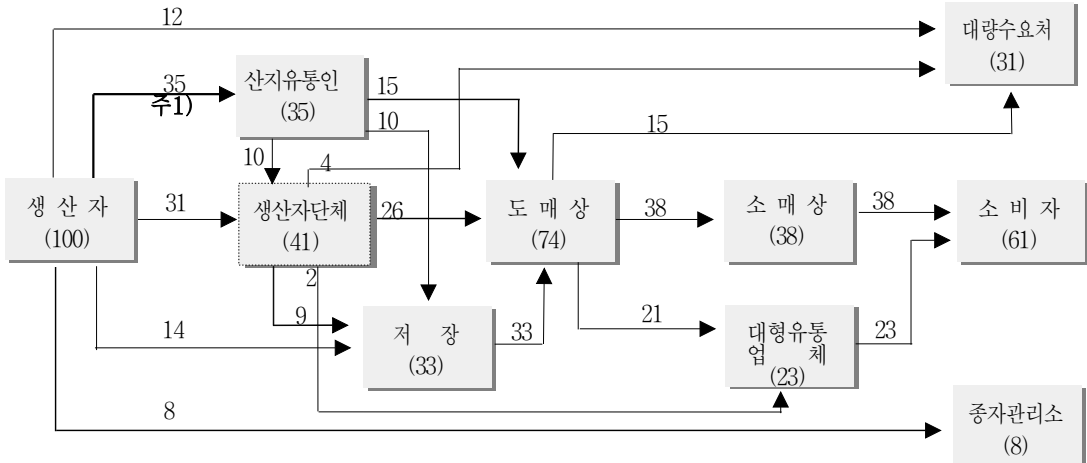 12
대량수요처
(31)
35
주1)
산지유통인
(35)
15
10
15
10
4
생 산 자
(100)
31
생산자단체
(41)
26
도 매 상
(74)
38
소 매 상
(38)
38
소 비 자
(61)
2
9
14
저 장
(33)
33
21
대형유통
업 체
(23)
23
8
종자관리소
(8)